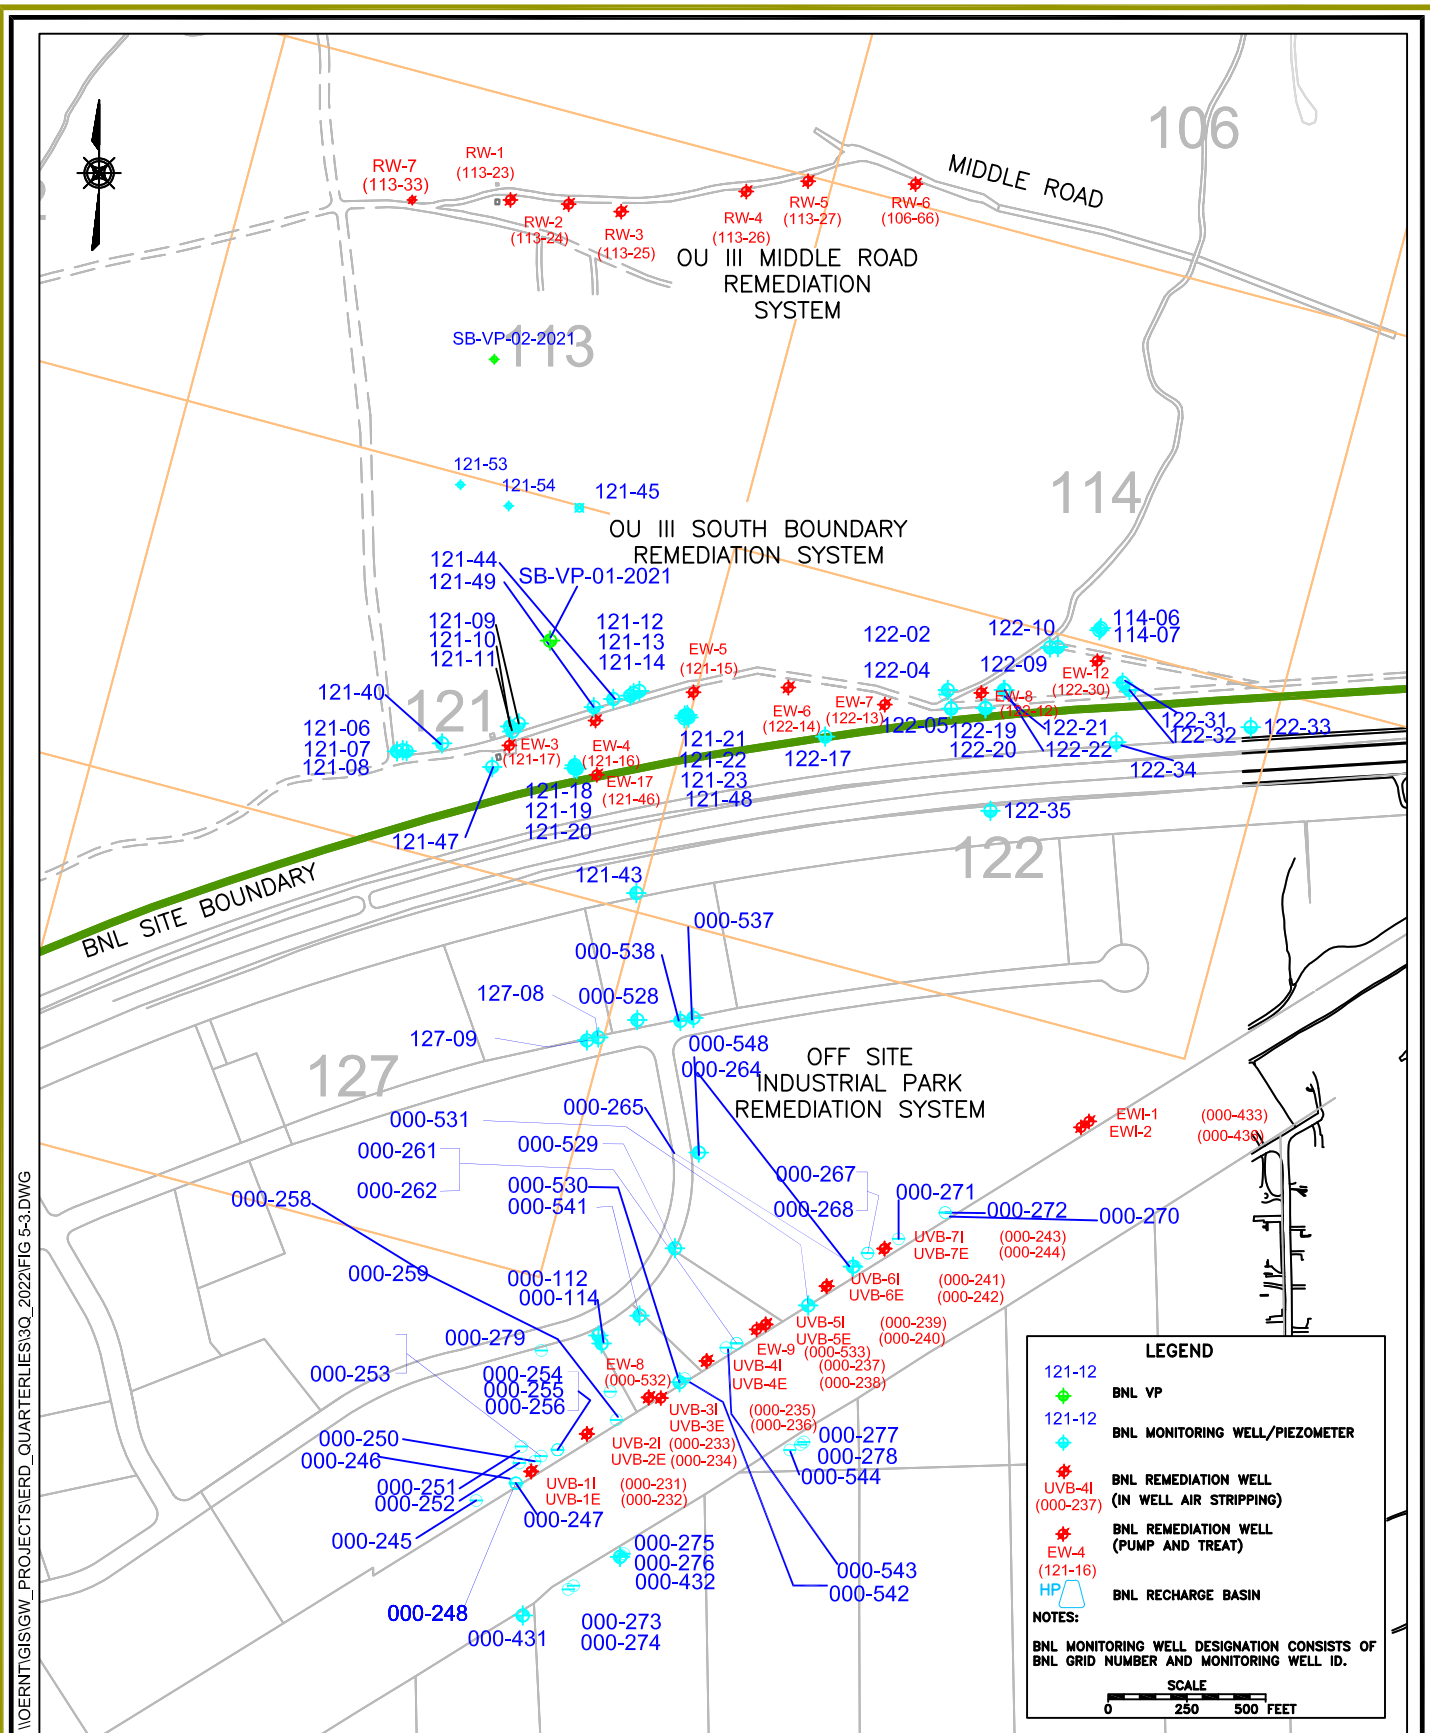 106
RW-1
(113-23)
RW-7
(113-33)
MIDDLE ROAD
RW-2
(113-24)
RW-3
(113-25)
RW-4
(113-26)
RW-5
(113-27)
RW-6
(106-66)
OU III MIDDLE ROAD
REMEDIATION
SYSTEM
SB-VP-02-2021
113
121-53
121-54
121-45
114
OU III SOUTH BOUNDARY
REMEDIATION SYSTEM
121-44
121-49
SB-VP-01-2021
121-09
121-10
121-11
121-12
121-13
121-14
EW-5
(121-15)
122-02
122-04
122-10
122-09
114-06
114-07
EW-12
(122-30)
121-40
121
121-06
121-07
121-08
EW-3
(121-17)
EW-4
(121-16)
EW-17
(121-46)
EW-6
(122-14)
EW-7
(122-13)
EW-8
(122-12)
122-05
122-19
122-20
122-21
122-22
122-31
122-32
122-33
122-34
121-21
121-22
121-23
121-48
122-17
121-18
121-19
121-20
121-47
122-35
122
121-43
BNL SITE BOUNDARY
000-537
000-538
127-08
000-528
127-09
127
000-548
000-264
OFF SITE
INDUSTRIAL PARK
REMEDIATION SYSTEM
000-265
000-531
000-529
000-261
000-262
000-530
000-541
000-258
EWI-1 (000-433)
EWI-2 (000-436)
000-267
000-268
000-271
000-272
000-270
UVB-7I (000-243)
UVB-7E (000-244)
000-259
000-112
000-114
UVB-6I (000-241)
UVB-6E (000-242)
UVB-5I (000-239)
UVB-5E (000-240)
EW-9 (000-533)
000-279
000-253
000-254
000-255
000-256
EW-8
(000-532)
UVB-4I (000-237)
UVB-4E (000-238)
UVB-3I (000-235)
UVB-3E (000-236)
UVB-2I (000-233)
UVB-2E (000-234)
000-277
000-278
000-544
000-250
000-246
000-251
000-252
UVB-1I (000-231)
UVB-1E (000-232)
000-247
000-245
000-275
000-276
000-432
000-543
000-542
000-248
000-431
000-273
000-274
LEGEND
121-12
BNL VP
121-12
BNL MONITORING WELL/PIEZOMETER
UVB-4I
(000-237)
BNL REMEDIATION WELL
(IN WELL AIR STRIPPING)
EW-4
(121-16)
BNL REMEDIATION WELL
(PUMP AND TREAT)
HP
BNL RECHARGE BASIN
NOTES:
BNL MONITORING WELL DESIGNATION CONSISTS OF
BNL GRID NUMBER AND MONITORING WELL ID.
SCALE
0 250 500 FEET
\\OERNT\GIS\GW_PROJECTS\ERD_QUARTERLIES\3Q_2022\FIG 5-3.DWG